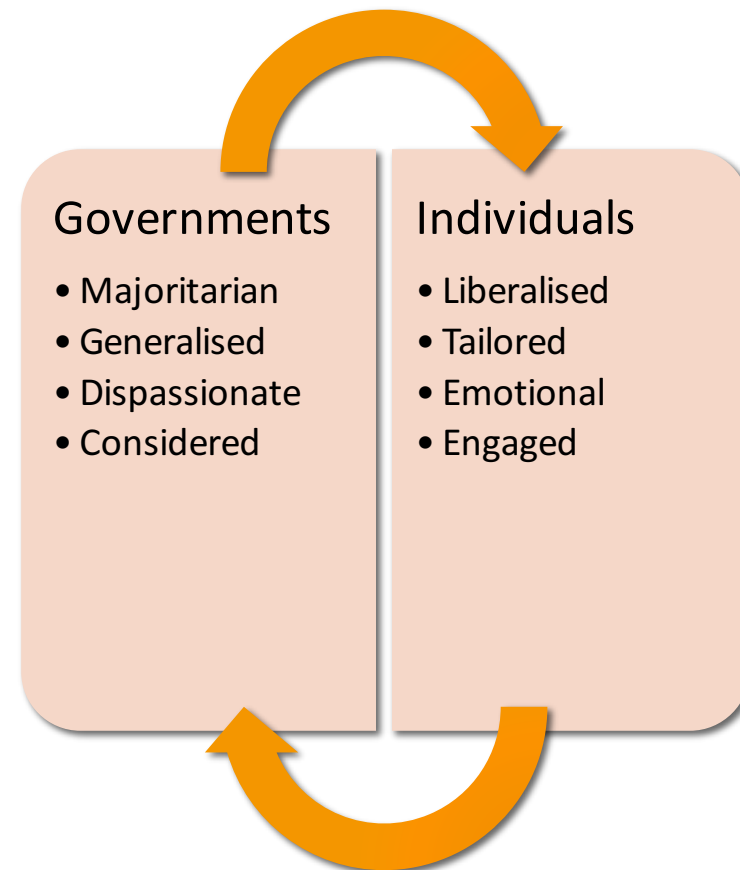 Governments
• Majoritarian
• Generalised
• Dispassionate
• Considered
Individuals
• Liberalised
• Tailored
• Emotional
• Engaged